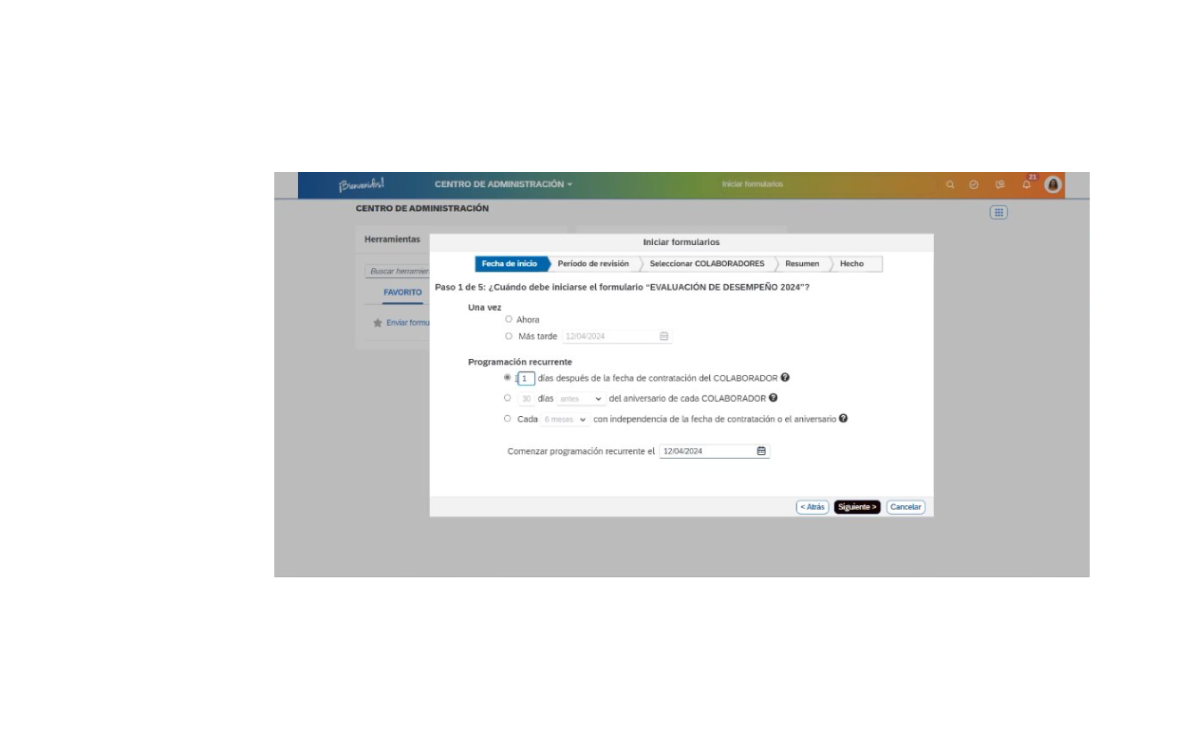 ¡Bienvenidos!
CENTRO DE ADMINISTRACIÓN
Iniciar formularios
21
CENTRO DE ADMINISTRACIÓN
Herramientas
Iniciar formularios
Fecha de inicio
Periodo de revisión
Seleccionar COLABORADORES
Resumen
Hecho
Buscar herramier
FAVORITO
Paso 1 de 5: ¿Cuándo debe iniciarse el formulario "EVALUACIÓN DE DESEMPEÑO 2024"?
Una vez
Ahora
Enviar formu
Más tarde 12/04/2024
Programación recurrente
1 días después de la fecha de contratación del COLABORADOR
30 días antes del aniversario de cada COLABORADOR
Cada 6 meses con independencia de la fecha de contratación o el aniversario
Comenzar programación recurrente el 12/04/2024
< Atrás
Siguiente >
Cancelar